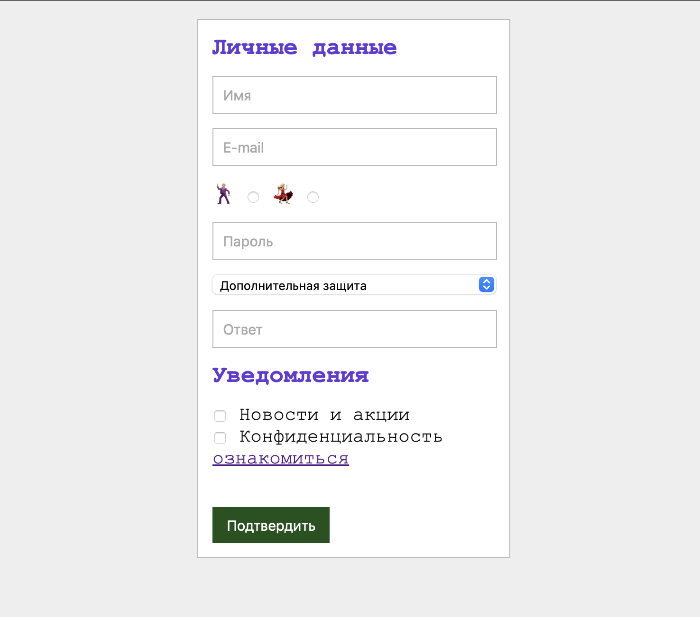 Личные данные
Имя
E-mail
Пароль
Дополнительная защита
Ответ
Уведомления
Новости и акции
Конфиденциальность
ознакомиться
Подтвердить